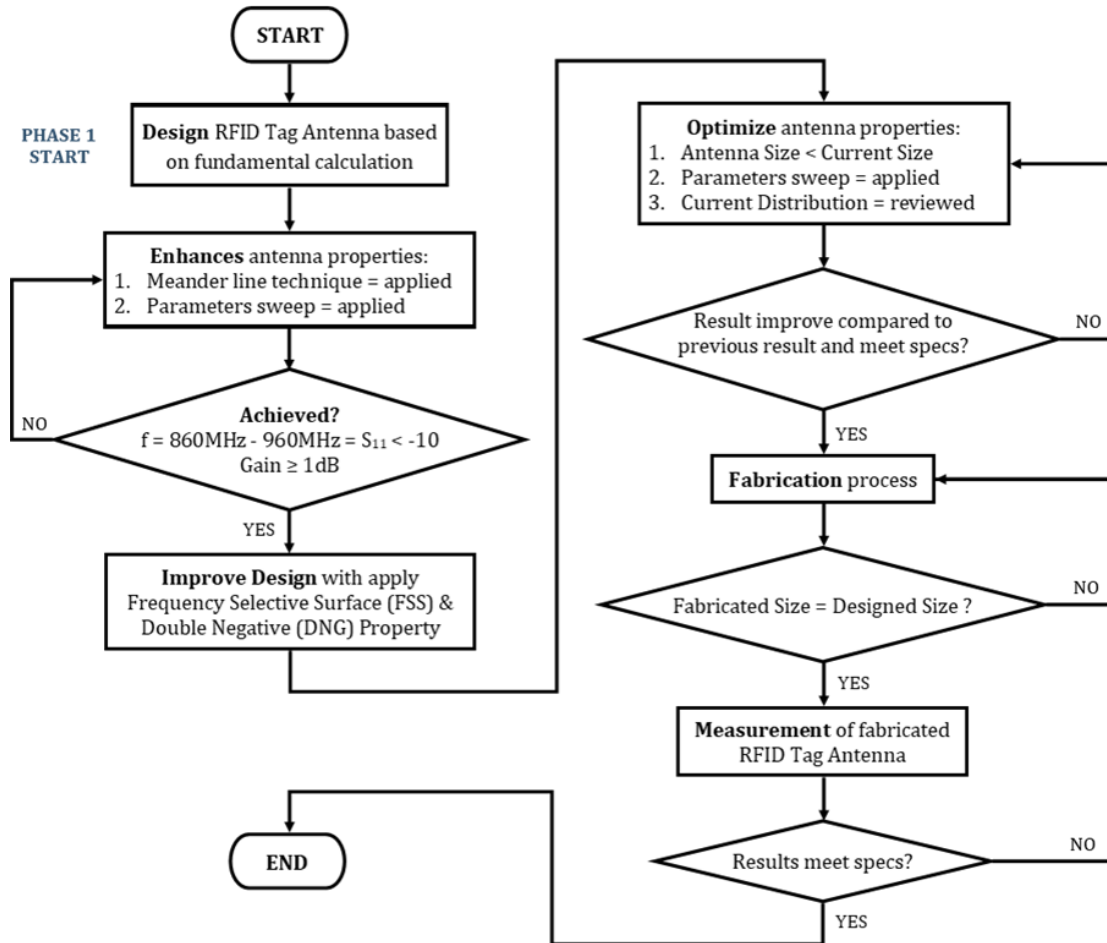 START
PHASE 1
START
Design RFID Tag Antenna based
on fundamental calculation
Enhances antenna properties:
1. Meander line technique = applied
2. Parameters sweep = applied
NO
Achieved?
f = 860MHz - 960MHz = S₁₁ < -10
Gain ≥ 1dB
YES
Improve Design with apply
Frequency Selective Surface (FSS) &
Double Negative (DNG) Property
Optimize antenna properties:
1. Antenna Size < Current Size
2. Parameters sweep = applied
3. Current Distribution = reviewed
Result improve compared to
previous result and meet specs?
NO
YES
Fabrication process
Fabricated Size = Designed Size ?
NO
YES
Measurement of fabricated
RFID Tag Antenna
Results meet specs?
NO
YES
END